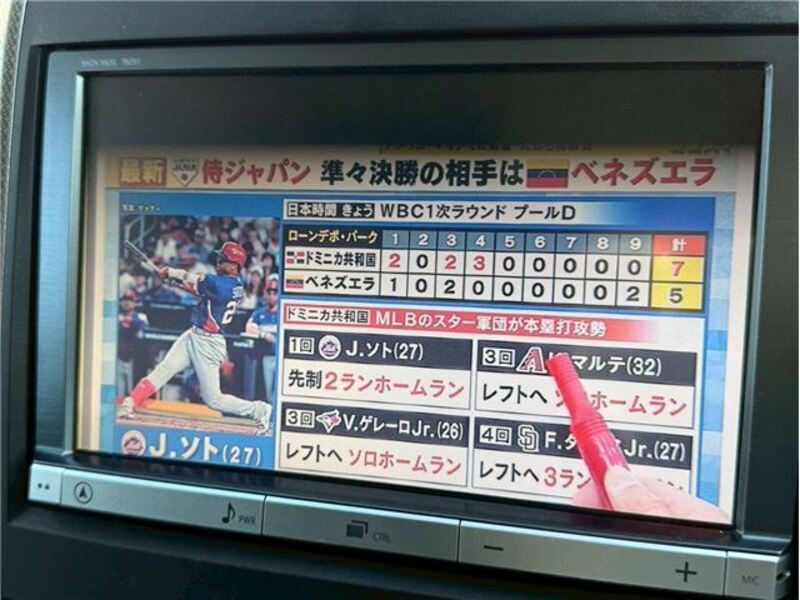 最新 JAPAN 侍ジャパン 準々決勝の相手は ベネズエラ
日本時間 きょう WBC1次ラウンド プールD
ローンデポ・パーク 1 2 3 4 5 6 7 8 9 計
ドミニカ共和国 2 0 2 3 0 0 0 0 0 7
ベネズエラ 1 0 2 0 0 0 0 0 2 5
ドミニカ共和国 MLBのスター軍団が本塁打攻勢
1回 J.ソト(27)
先制2ランホームラン
3回 マルテ(32)
レフトへ ホームラン
3回 V.ゲレーロJr.(26)
レフトへ ソロホームラン
4回 F. Jr.(27)
レフトへ 3ラン
J.ソト(27)
PWR
CTRL
MIC